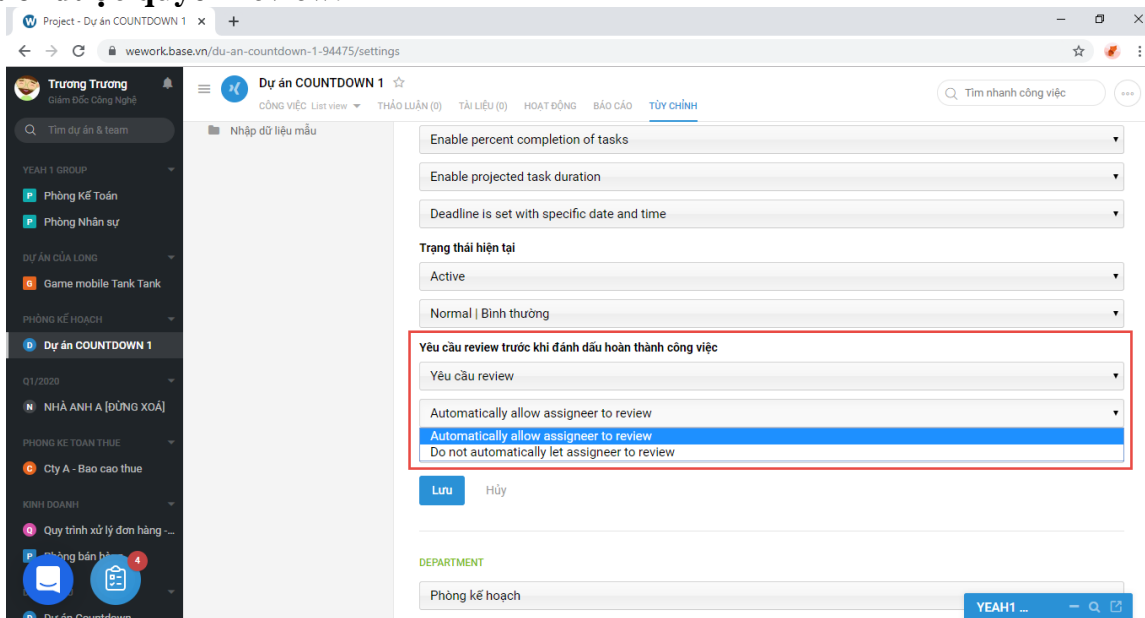 Project - Dự án COUNTDOWN 1
wework.base.vn/du-an-countdown-1-94475/settings
Trương Trương
Giám Đốc Công Nghệ
Tìm dự án & team
YEAH 1 GROUP
P Phòng Kế Toán
P Phòng Nhân sự
DỰ ÁN CỦA LONG
G Game mobile Tank Tank
PHÒNG KẾ HOẠCH
D Dự án COUNTDOWN 1
Q1/2020
N NHÀ ANH A [ĐỪNG XOÁ]
PHONG KE TOAN THUE
C Cty A - Bao cao thue
KINH DOANH
Q Quy trình xử lý đơn hàng -...
P
4
D Dự án Countdown
Dự án COUNTDOWN 1
CÔNG VIỆC List view THẢO LUẬN (0) TÀI LIỆU (0) HOẠT ĐỘNG BÁO CÁO TÙY CHỈNH
Tìm nhanh công việc
Nhập dữ liệu mẫu
Enable percent completion of tasks
Enable projected task duration
Deadline is set with specific date and time
Trạng thái hiện tại
Active
Normal | Bình thường
Yêu cầu review trước khi đánh dấu hoàn thành công việc
Yêu cầu review
Automatically allow assigneer to review
Automatically allow assigneer to review
Do not automatically let assigneer to review
Lưu Hủy
DEPARTMENT
Phòng kế hoạch
YEAH1 ...